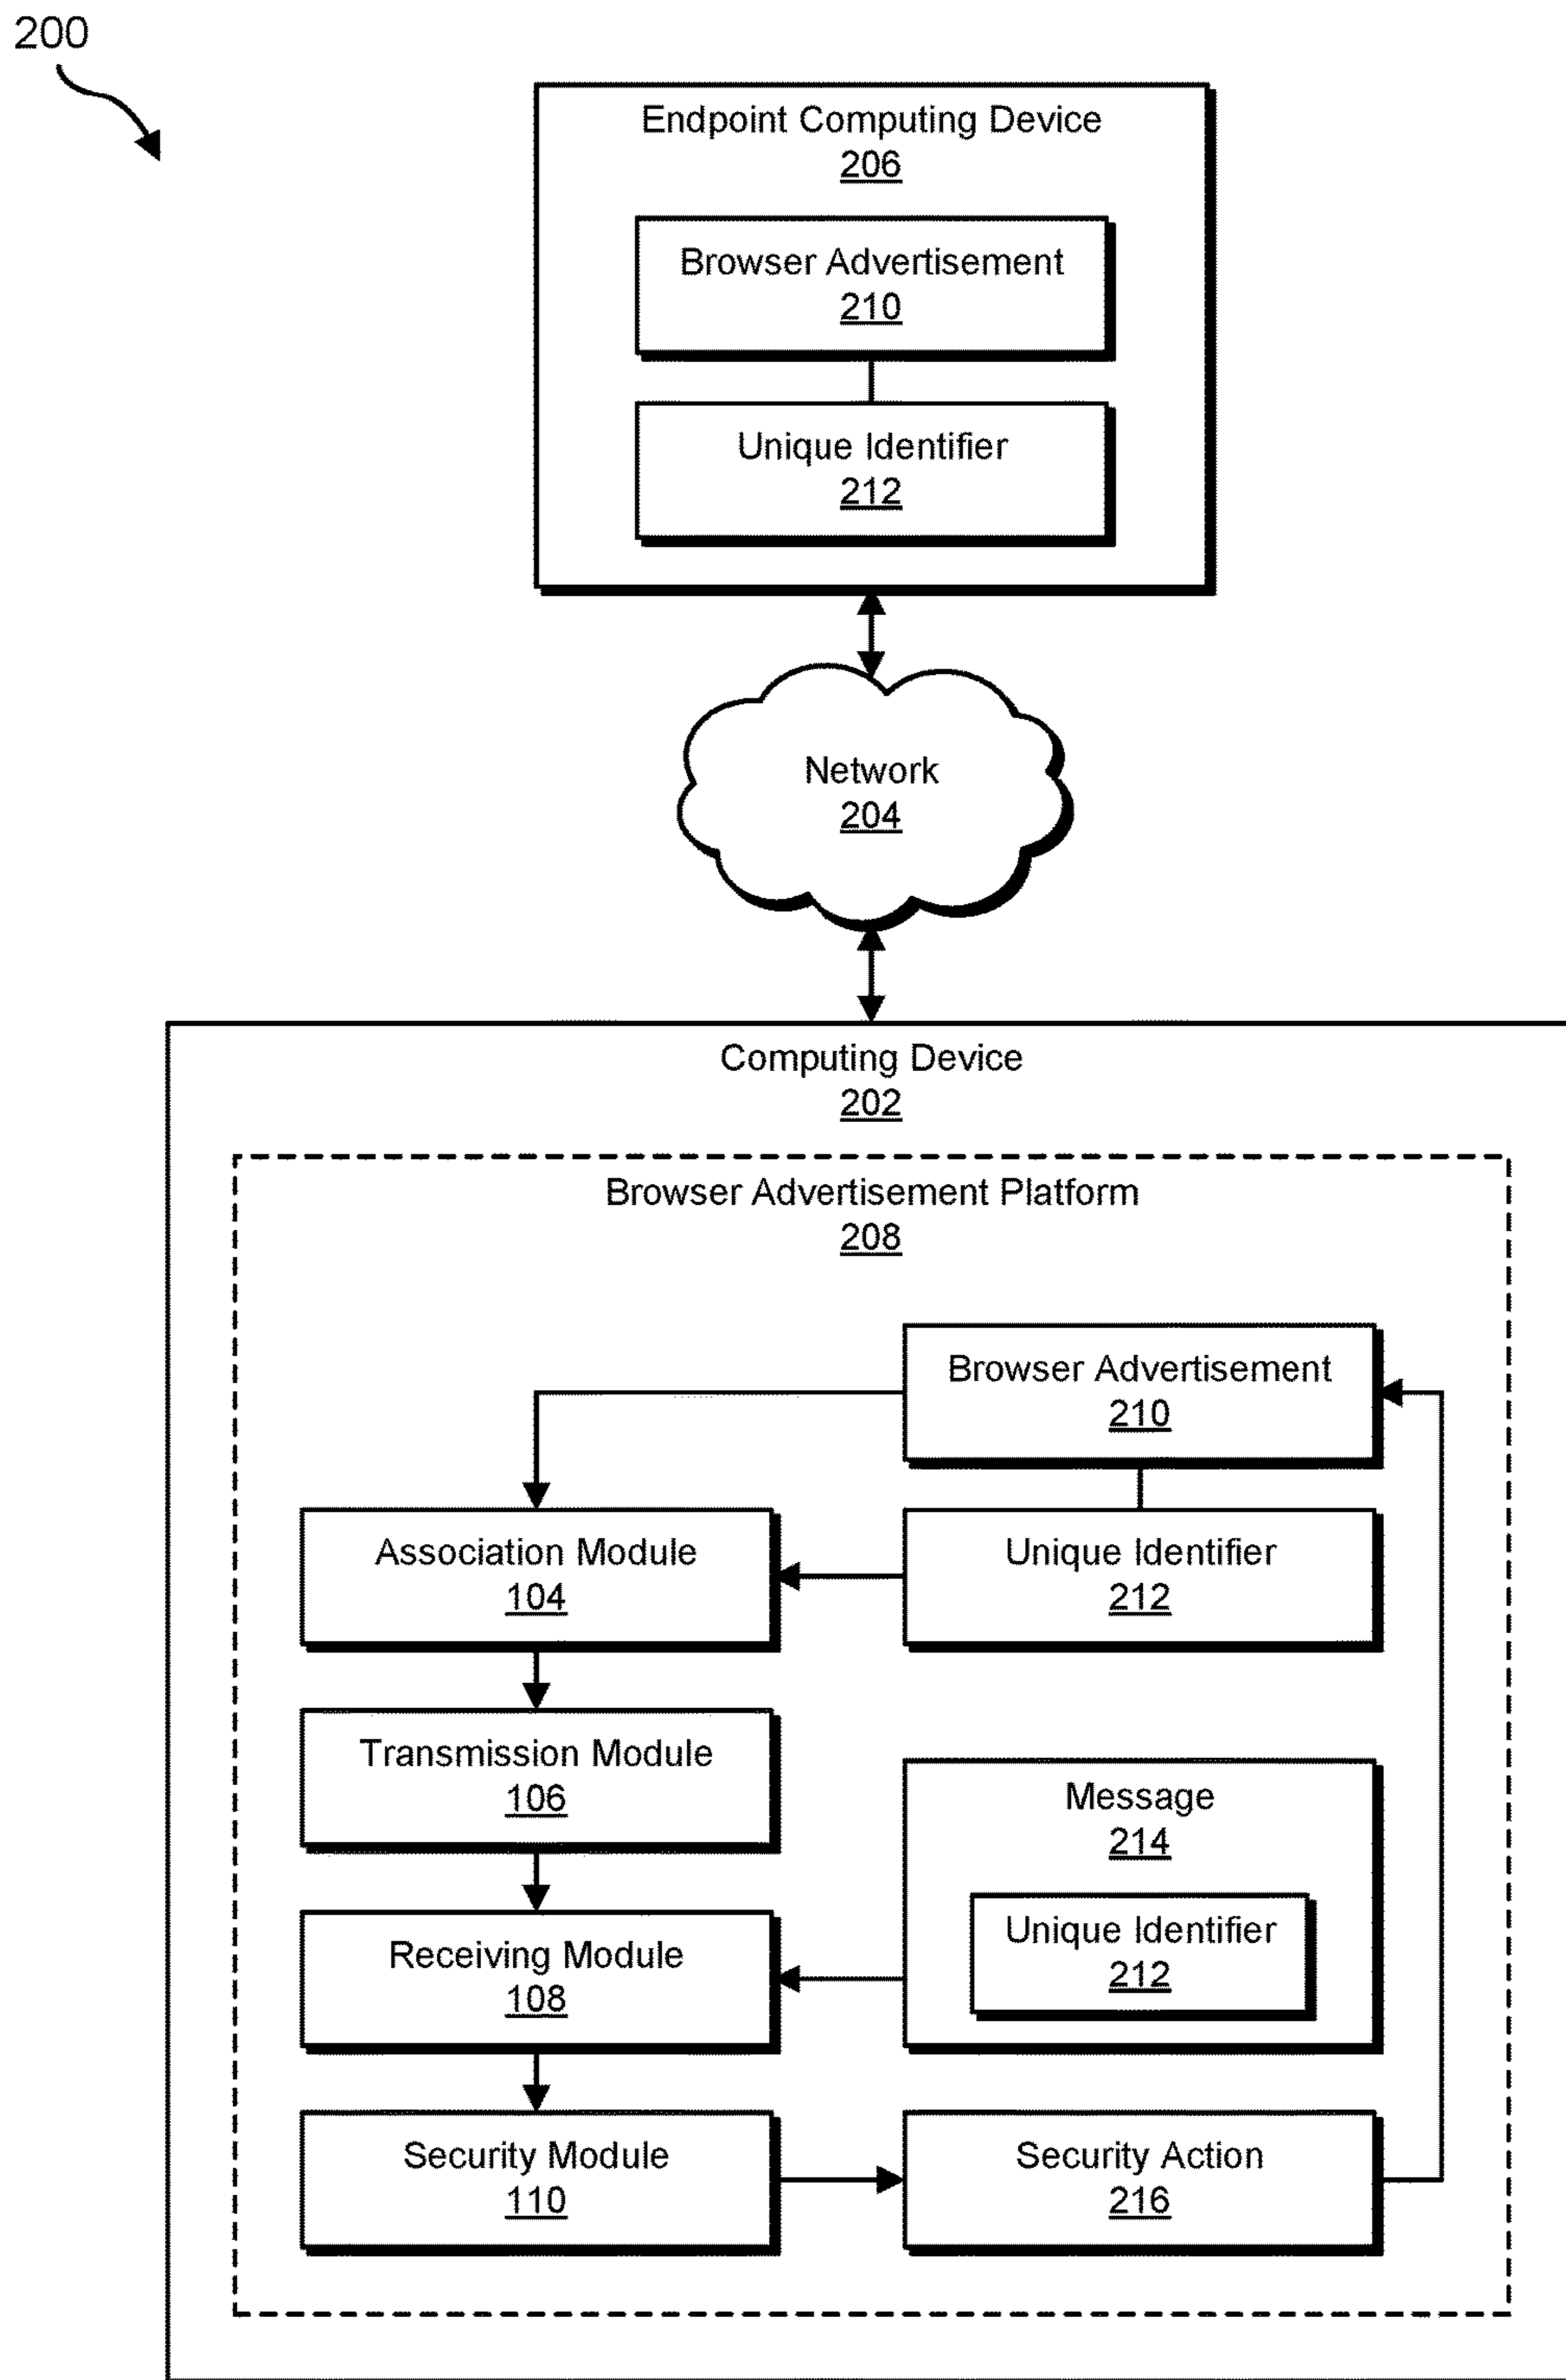 200
Endpoint Computing Device
206
Browser Advertisement
210
Unique Identifier
212
Network
204
Computing Device
202
Browser Advertisement Platform
208
Browser Advertisement
210
Association Module
104
Unique Identifier
212
Transmission Module
106
Message
214
Unique Identifier
212
Receiving Module
108
Security Module
110
Security Action
216